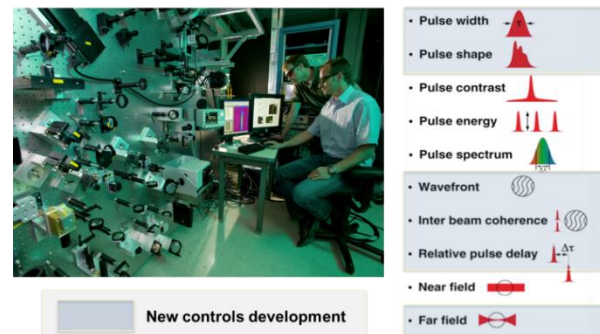 • Pulse width τ
• Pulse shape
• Pulse contrast
• Pulse energy
• Pulse spectrum
• Wavefront
• Inter beam coherence
• Relative pulse delay Δτ
• Near field
• Far field
New controls development